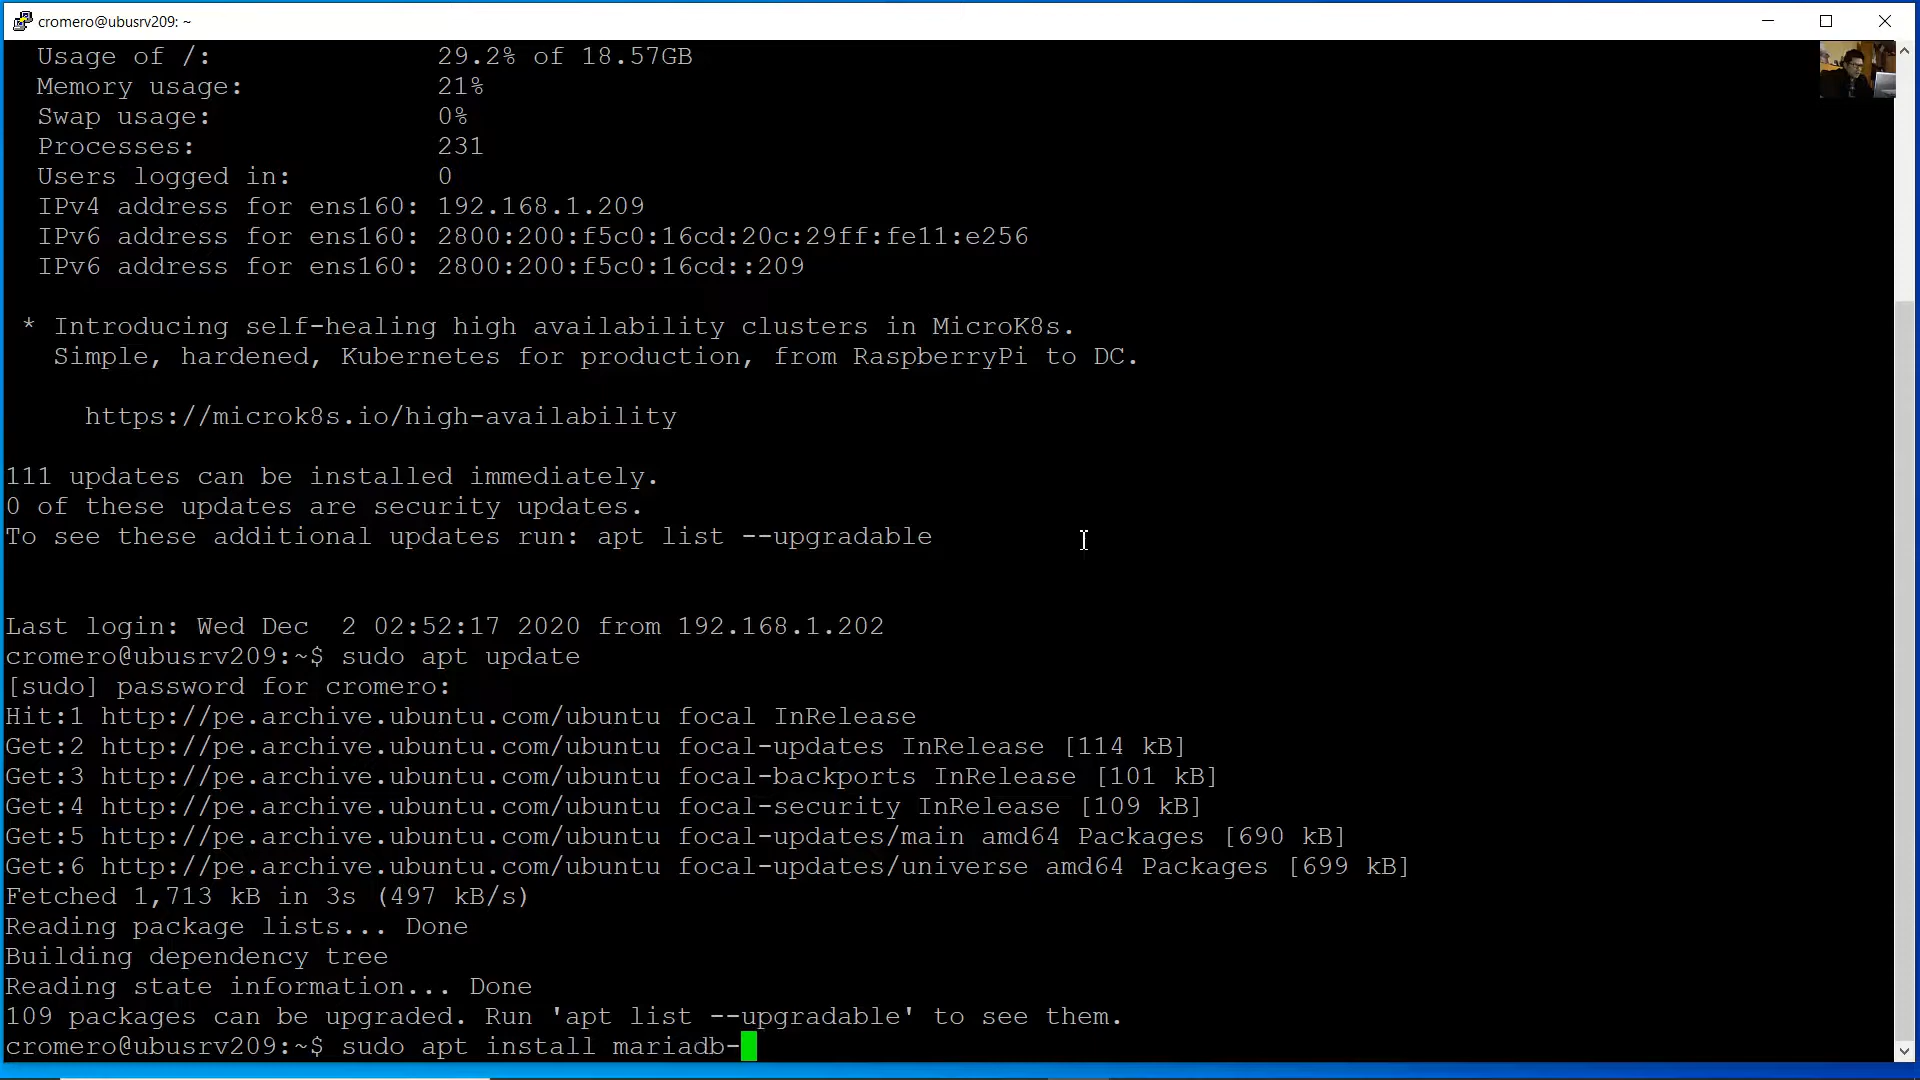 cromero@ubusrv209: ~
Usage of /: 29.2% of 18.57GB
Memory usage: 21%
Swap usage: 0%
Processes: 231
Users logged in: 0
IPv4 address for ens160: 192.168.1.209
IPv6 address for ens160: 2800:200:f5c0:16cd:20c:29ff:fe11:e256
IPv6 address for ens160: 2800:200:f5c0:16cd::209
* Introducing self-healing high availability clusters in MicroK8s.
Simple, hardened, Kubernetes for production, from RaspberryPi to DC.
https://microk8s.io/high-availability
111 updates can be installed immediately.
0 of these updates are security updates.
To see these additional updates run: apt list --upgradable
Last login: Wed Dec  2 02:52:17 2020 from 192.168.1.202
cromero@ubusrv209:~$ sudo apt update
[sudo] password for cromero:
Hit:1 http://pe.archive.ubuntu.com/ubuntu focal InRelease
Get:2 http://pe.archive.ubuntu.com/ubuntu focal-updates InRelease [114 kB]
Get:3 http://pe.archive.ubuntu.com/ubuntu focal-backports InRelease [101 kB]
Get:4 http://pe.archive.ubuntu.com/ubuntu focal-security InRelease [109 kB]
Get:5 http://pe.archive.ubuntu.com/ubuntu focal-updates/main amd64 Packages [690 kB]
Get:6 http://pe.archive.ubuntu.com/ubuntu focal-updates/universe amd64 Packages [699 kB]
Fetched 1,713 kB in 3s (497 kB/s)
Reading package lists... Done
Building dependency tree
Reading state information... Done
109 packages can be upgraded. Run 'apt list --upgradable' to see them.
cromero@ubusrv209:~$ sudo apt install mariadb-